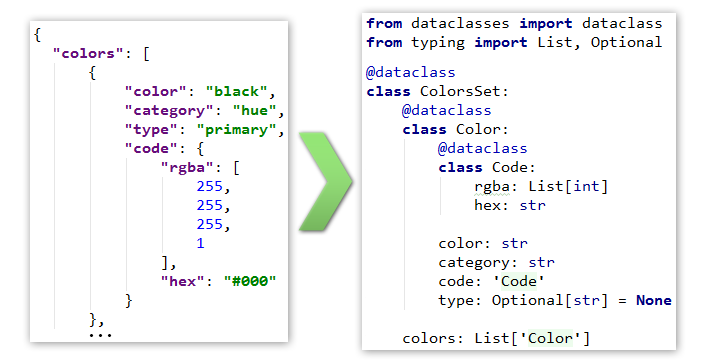 {
"colors": [
{
"color": "black",
"category": "hue",
"type": "primary",
"code": {
"rgba": [
255,
255,
255,
1
],
"hex": "#000"
}
},
...
from dataclasses import dataclass
from typing import List, Optional
@dataclass
class ColorsSet:
@dataclass
class Color:
@dataclass
class Code:
rgba: List[int]
hex: str
color: str
category: str
code: 'Code'
type: Optional[str] = None
colors: List['Color']